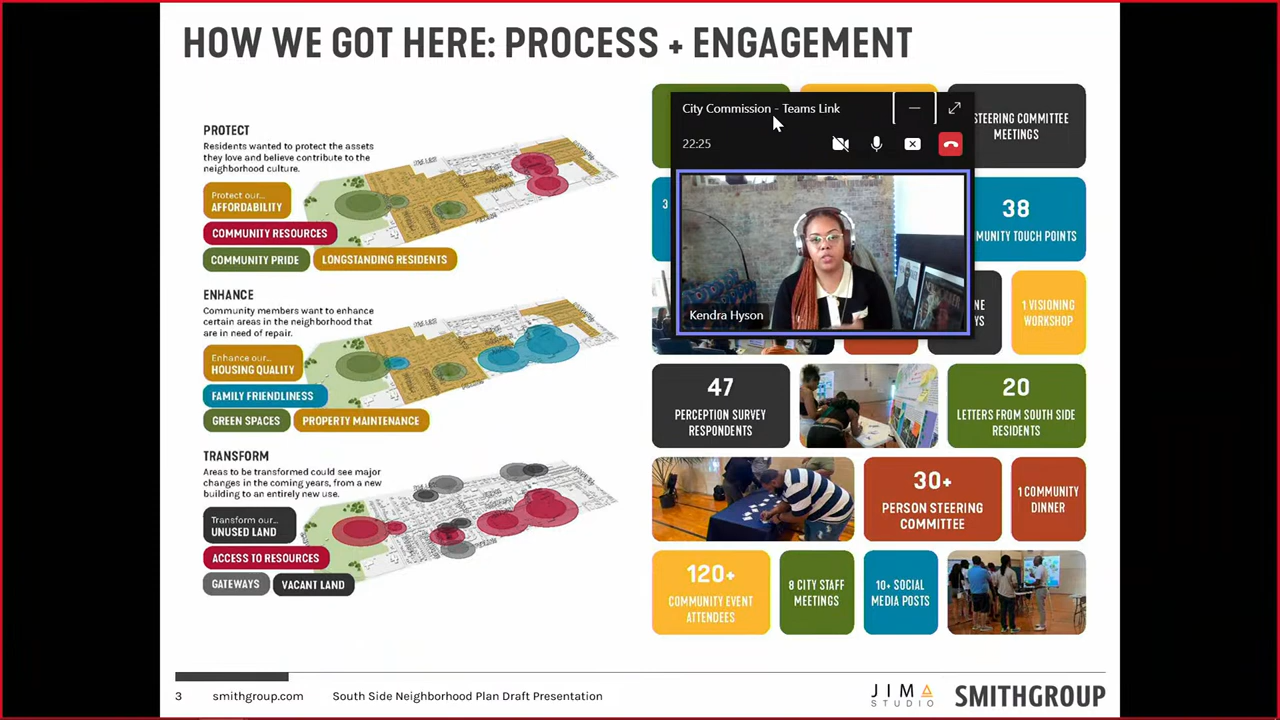 HOW WE GOT HERE: PROCESS + ENGAGEMENT
PROTECT
Residents wanted to protect the assets
they love and believe contribute to the
neighborhood culture.
Protect our...
AFFORDABILITY
COMMUNITY RESOURCES
COMMUNITY PRIDE
LONGSTANDING RESIDENTS
ENHANCE
Community members want to enhance
certain areas in the neighborhood that
are in need of repair.
Enhance our...
HOUSING QUALITY
FAMILY FRIENDLINESS
GREEN SPACES
PROPERTY MAINTENANCE
TRANSFORM
Areas to be transformed could see major
changes in the coming years, from a new
building to an entirely new use.
Transform our...
UNUSED LAND
ACCESS TO RESOURCES
GATEWAYS
VACANT LAND
City Commission - Teams Link
22:25
Kendra Hyson
STEERING COMMITTEE
MEETINGS
3
38
MUNITY TOUCH POINTS
NE
YS
1 VISIONING
WORKSHOP
47
PERCEPTION SURVEY
RESPONDENTS
20
LETTERS FROM SOUTH SIDE
RESIDENTS
30+
PERSON STEERING
COMMITTEE
1 COMMUNITY
DINNER
120+
COMMUNITY EVENT
ATTENDEES
8 CITY STAFF
MEETINGS
10+ SOCIAL
MEDIA POSTS
3
smithgroup.com
South Side Neighborhood Plan Draft Presentation
JIMA
STUDIO
SMITHGROUP